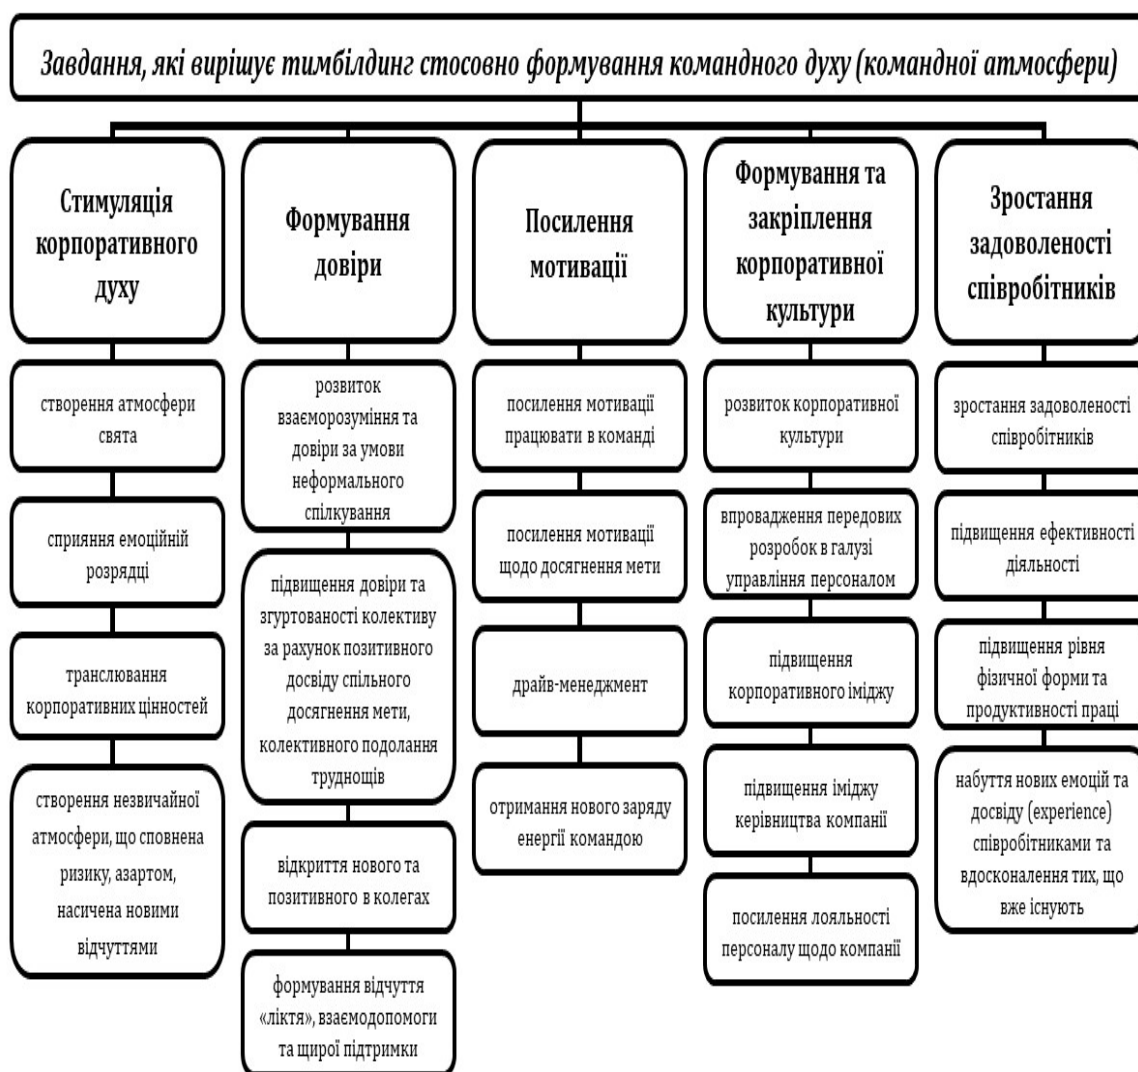 Завдання, які вирішує тимбілдинг стосовно формування командного духу (командної атмосфери)
Стимуляція
корпоративного
духу
створення атмосфери
свята
сприяння емоційній
розрядці
транслювання
корпоративних цінностей
створення незвичайної
атмосфери, що сповнена
ризику, азартом,
насичена новими
відчуттями
Формування
довіри
розвиток
взаєморозуміння та
довіри за умови
неформального
спілкування
підвищення довіри та
згуртованості колективу
за рахунок позитивного
досвіду спільного
досягнення мети,
колективного подолання
труднощів
відкриття нового та
позитивного в колегах
формування відчуття
«ліктя», взаємодопомоги
та щирої підтримки
Посилення
мотивації
посилення мотивації
працювати в команді
посилення мотивації
щодо досягнення мети
драйв-менеджмент
отримання нового заряду
енергії командою
Формування та
закріплення
корпоративної
культури
розвиток корпоративної
культури
впровадження передових
розробок в галузі
управління персоналом
підвищення
корпоративного іміджу
підвищення іміджу
керівництва компанії
посилення лояльності
персоналу щодо компанії
Зростання
задоволеності
співробітників
зростання задоволеності
співробітників
підвищення ефективності
діяльності
підвищення рівня
фізичної форми та
продуктивності праці
набуття нових емоцій та
досвіду (experience)
співробітниками та
вдосконалення тих, що
вже існують